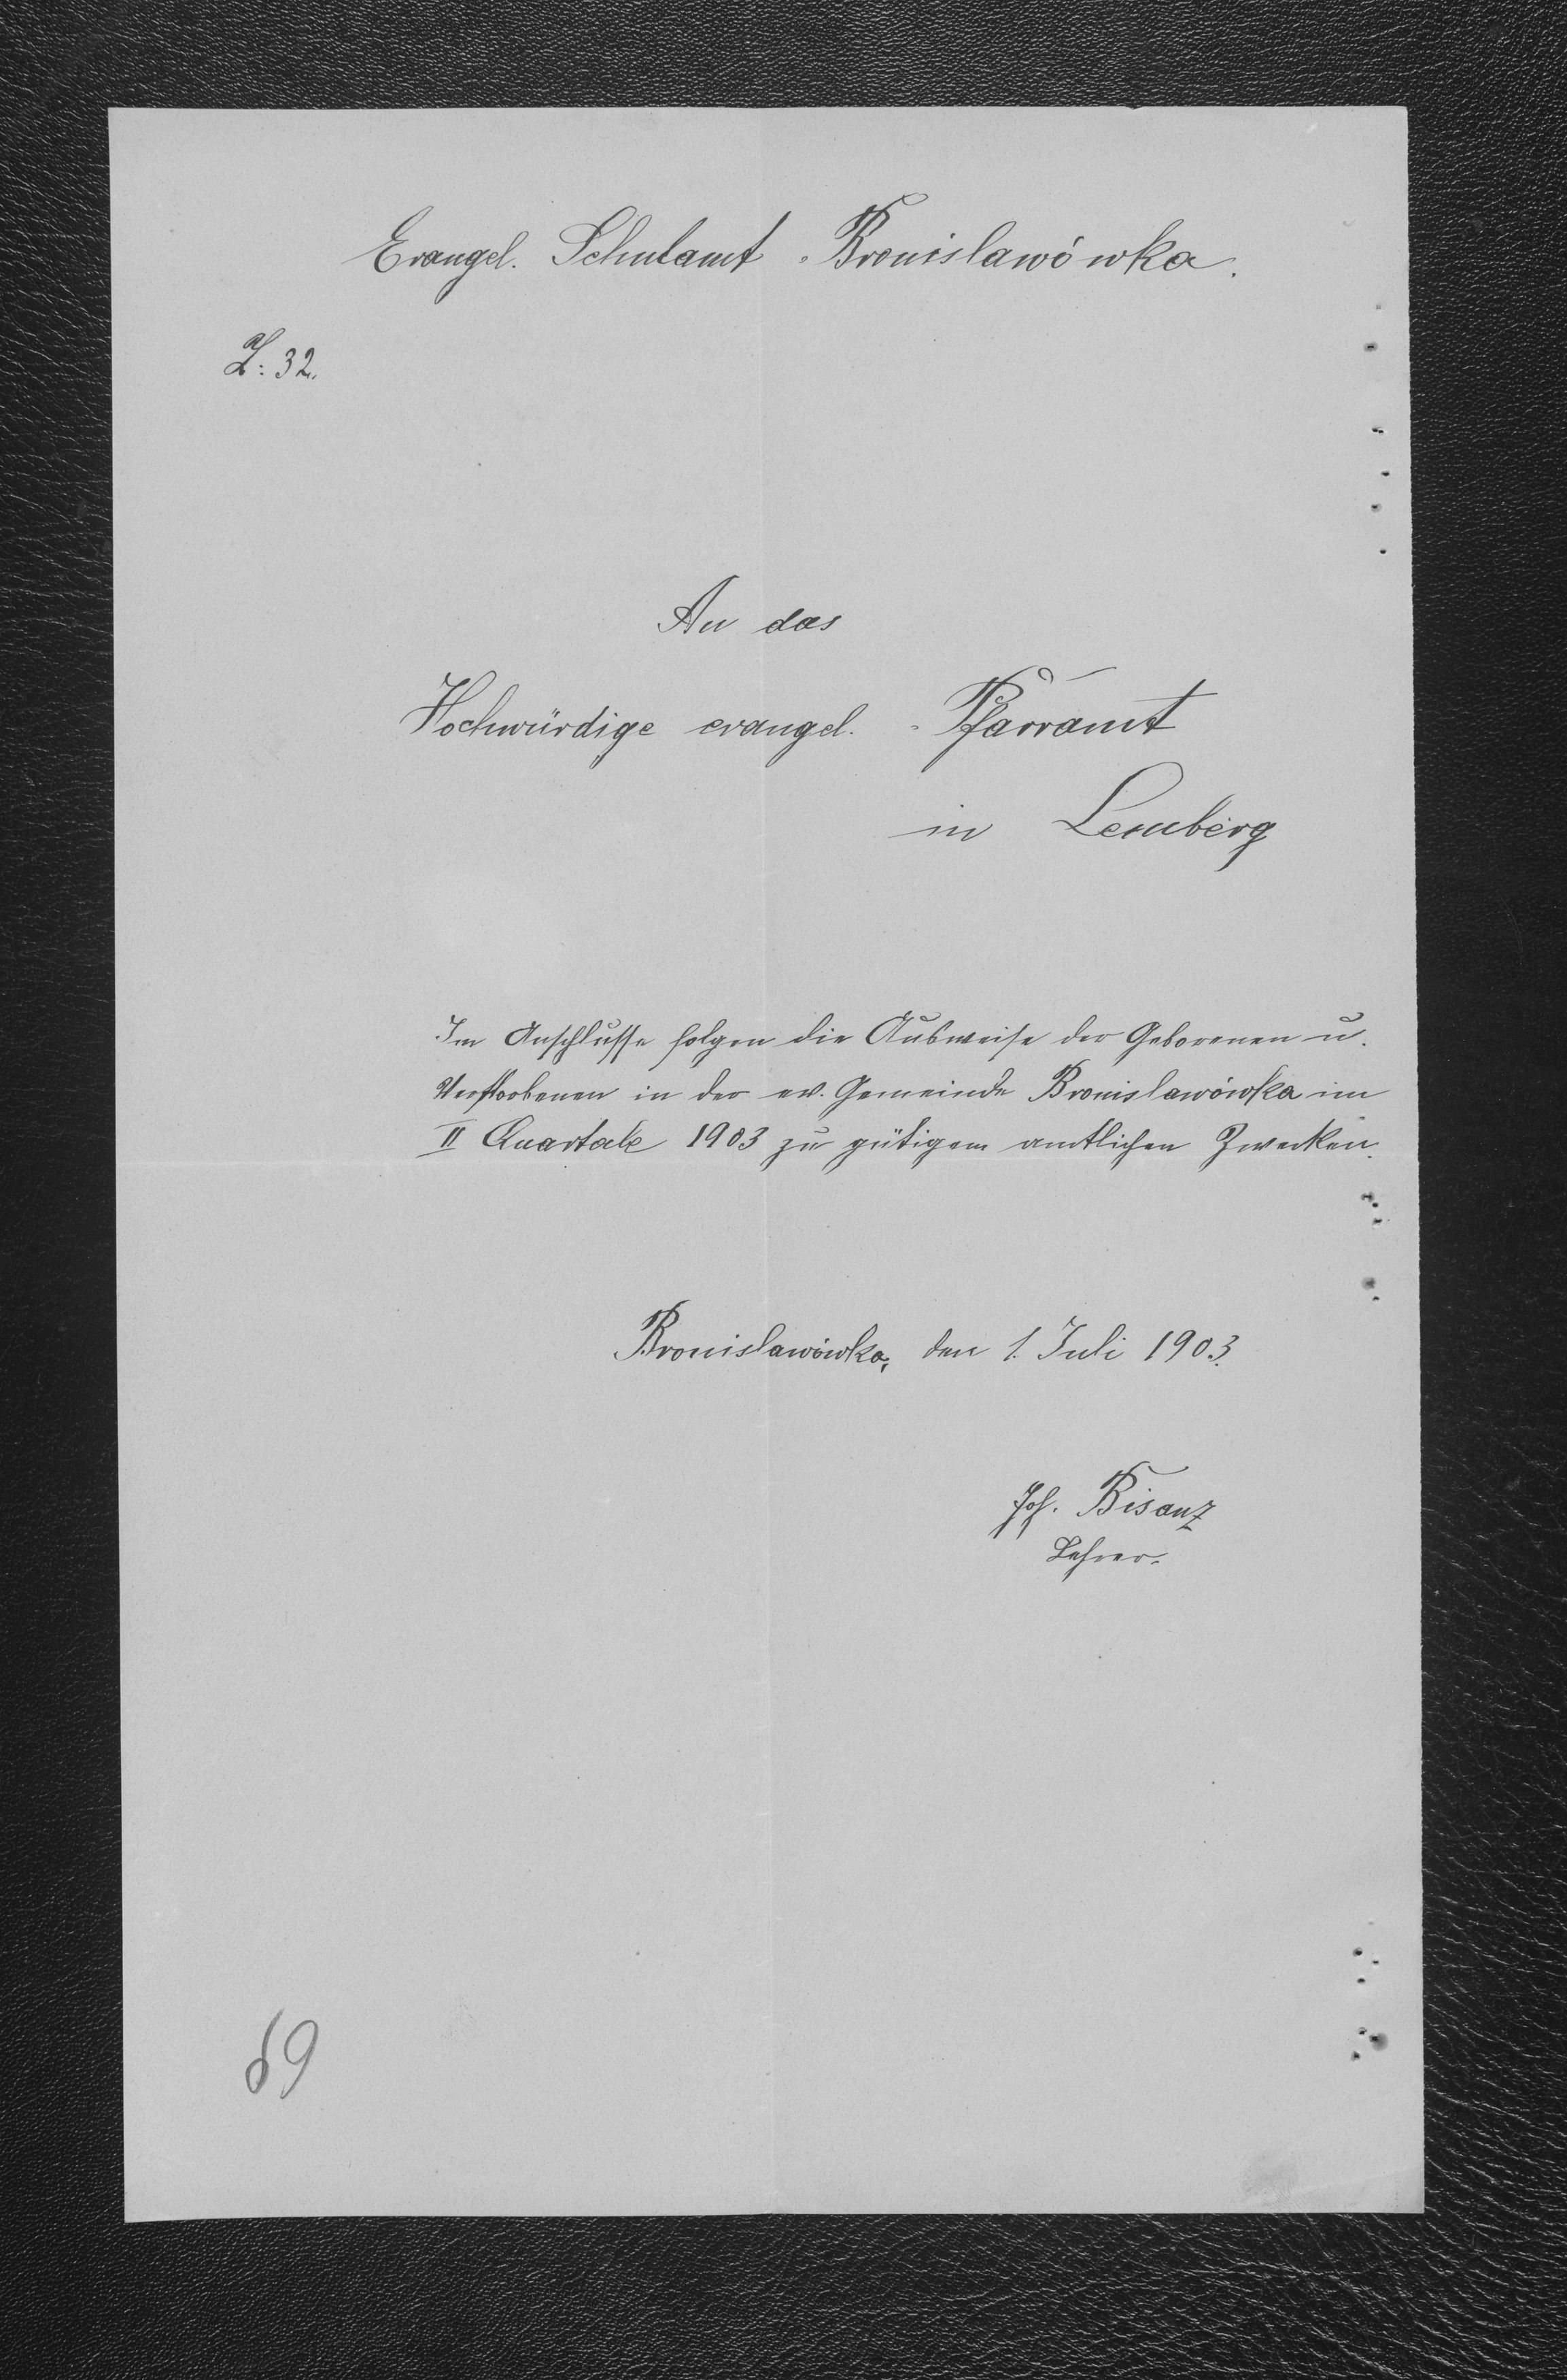 Evangel. Schulamt Bronislawówka.
Z: 32.
An das
Hochwürdige evangel. Pfarramt
in Lemberg
Im Anschlusse folgen die Ausweise der Geborenen u.
Verstorbenen in der ev. Gemeinde Bronislawówka im
II Quartale 1903 zu gütigem amtlichen Zwecken.
Bronislawówka, den 1. Juli 1903.
Joh. Bisanz
Lehrer.
69